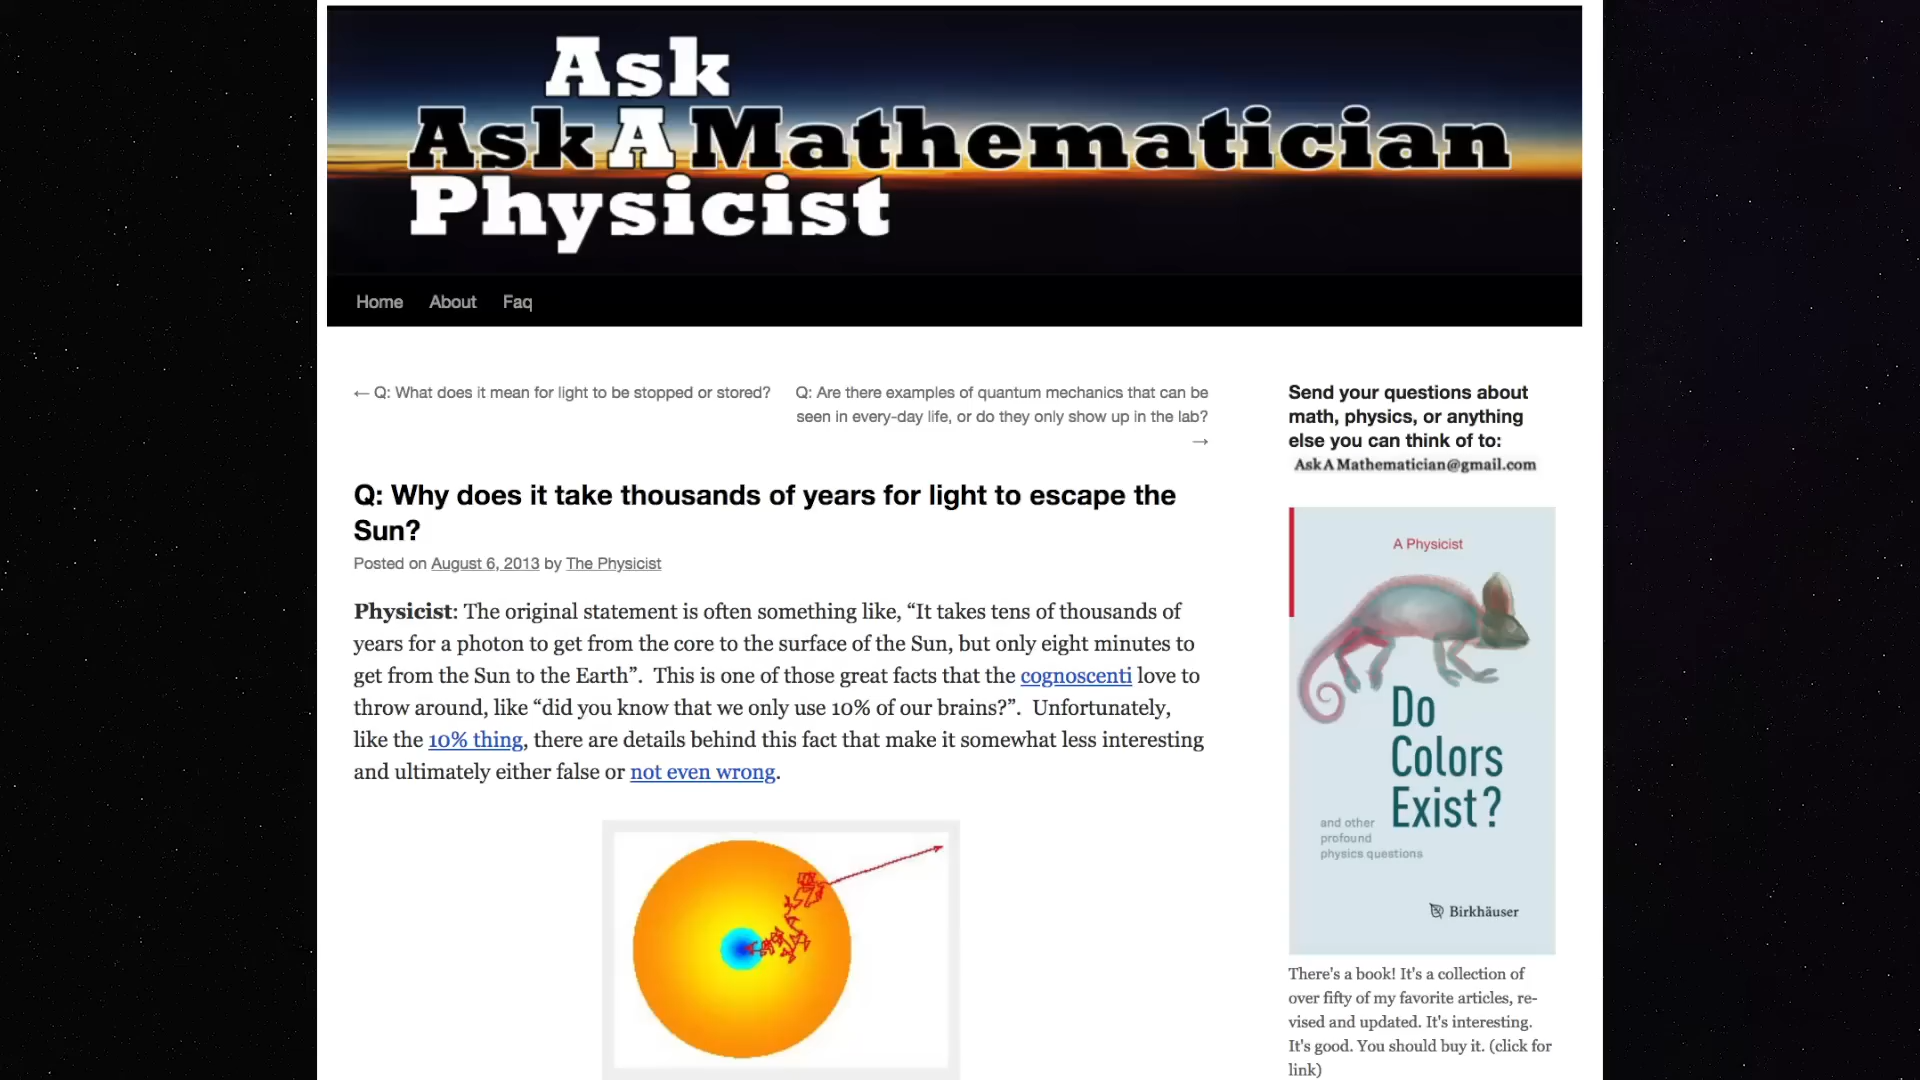 Ask
Ask A Mathematician
Physicist
Home About Faq
← Q: What does it mean for light to be stopped or stored?
Q: Are there examples of quantum mechanics that can be
seen in every-day life, or do they only show up in the lab?
→
Q: Why does it take thousands of years for light to escape the
Sun?
Posted on August 6, 2013 by The Physicist
Physicist: The original statement is often something like, “It takes tens of thousands of
years for a photon to get from the core to the surface of the Sun, but only eight minutes to
get from the Sun to the Earth”.  This is one of those great facts that the cognoscenti love to
throw around, like “did you know that we only use 10% of our brains?”.  Unfortunately,
like the 10% thing, there are details behind this fact that make it somewhat less interesting
and ultimately either false or not even wrong.
Send your questions about
math, physics, or anything
else you can think of to:
AskAMathematician@gmail.com
A Physicist
Do
Colors
Exist?
and other
profound
physics questions
Birkhäuser
There's a book! It's a collection of
over fifty of my favorite articles, re-
vised and updated. It's interesting.
It's good. You should buy it. (click for
link)